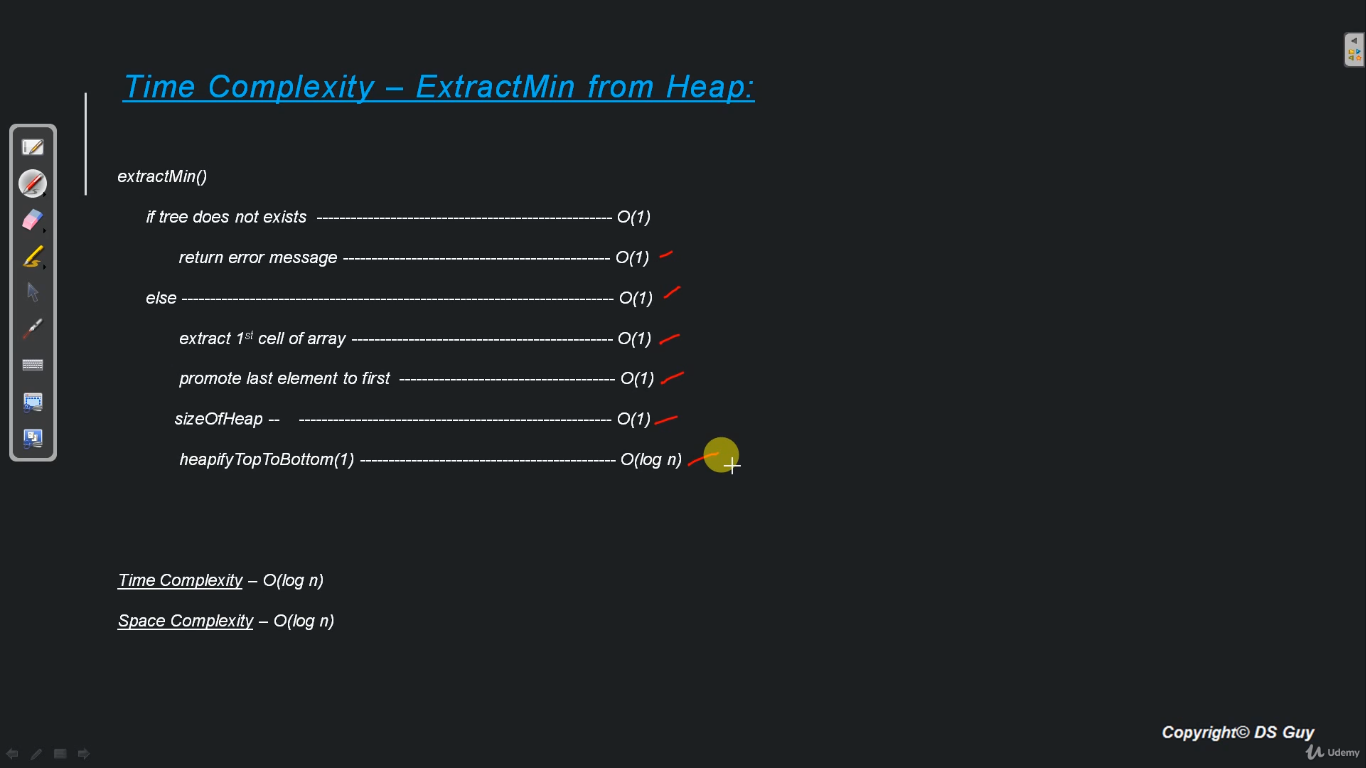 Time Complexity – ExtractMin from Heap:
extractMin()
if tree does not exists ---------------------------------------------------- O(1)
return error message ----------------------------------------------- O(1)
else ---------------------------------------------------------------------------- O(1)
extract 1st cell of array ---------------------------------------------- O(1)
promote last element to first -------------------------------------- O(1)
sizeOfHeap -- ------------------------------------------------------- O(1)
heapifyTopToBottom(1) --------------------------------------------- O(log n)
Time Complexity – O(log n)
Space Complexity – O(log n)
Copyright© DS Guy
Udemy